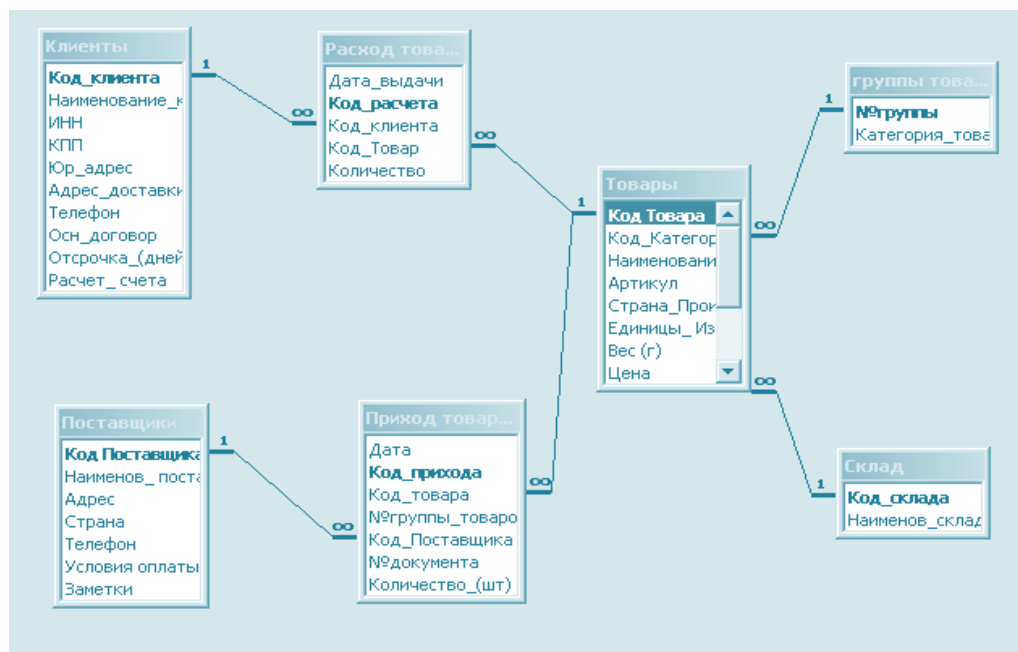 Клиенты
Код_клиента
Наименование_к
ИНН
КПП
Юр_адрес
Адрес_доставки
Телефон
Осн_договор
Отсрочка_(дней
Расчет_ счета
1
∞
Расход това...
Дата_выдачи
Код_расчета
Код_клиента
Код_Товар
Количество
∞
1
Товары
Код Товара
Код_Категор
Наименовани
Артикул
Страна_Прои
Единицы_ Из
Вес (г)
Цена
∞
1
группы това...
№группы
Категория_това
Поставщики
Код Поставщика
Наименов_ поста
Адрес
Страна
Телефон
Условия оплаты
Заметки
1
∞
Приход товар...
Дата
Код_прихода
Код_товара
№группы_товаро
Код_Поставщика
№документа
Количество_(шт)
∞
∞
1
Склад
Код_склада
Наименов_склад